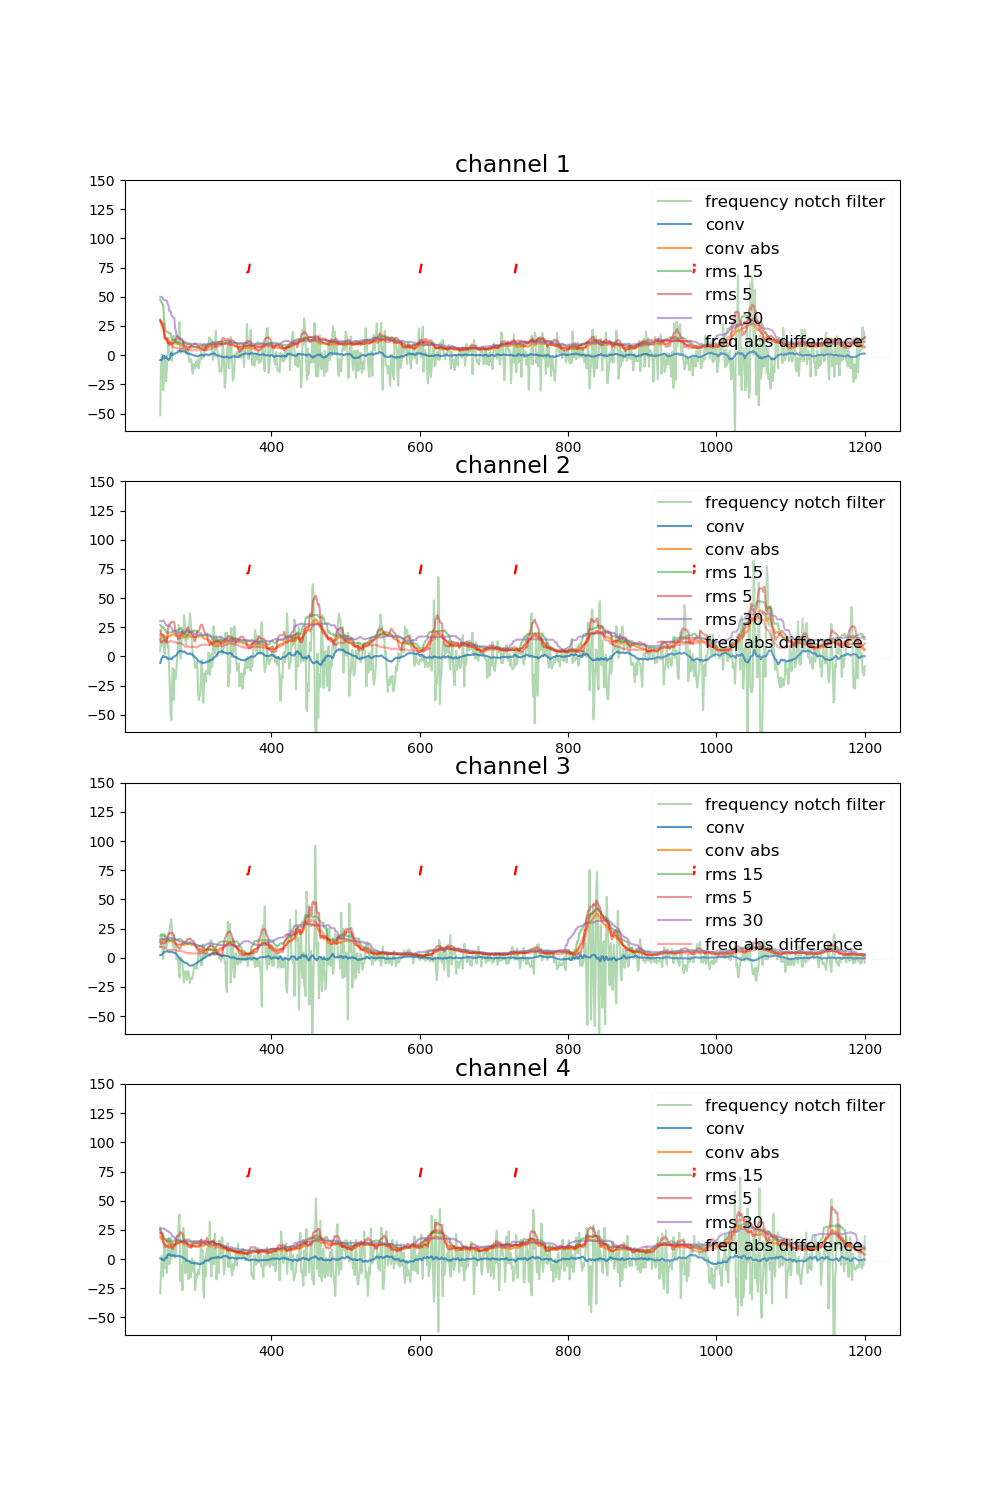 channel 1
150
125
100
75
50
25
0
−25
−50
frequency notch filter
conv
conv abs
rms 15
rms 5
rms 30
freq abs difference
400 600 800 1000 1200
channel 2
150
125
100
75
50
25
0
−25
−50
frequency notch filter
conv
conv abs
rms 15
rms 5
rms 30
freq abs difference
400 600 800 1000 1200
channel 3
150
125
100
75
50
25
0
−25
−50
frequency notch filter
conv
conv abs
rms 15
rms 5
rms 30
freq abs difference
400 600 800 1000 1200
channel 4
150
125
100
75
50
25
0
−25
−50
frequency notch filter
conv
conv abs
rms 15
rms 5
rms 30
freq abs difference
400 600 800 1000 1200